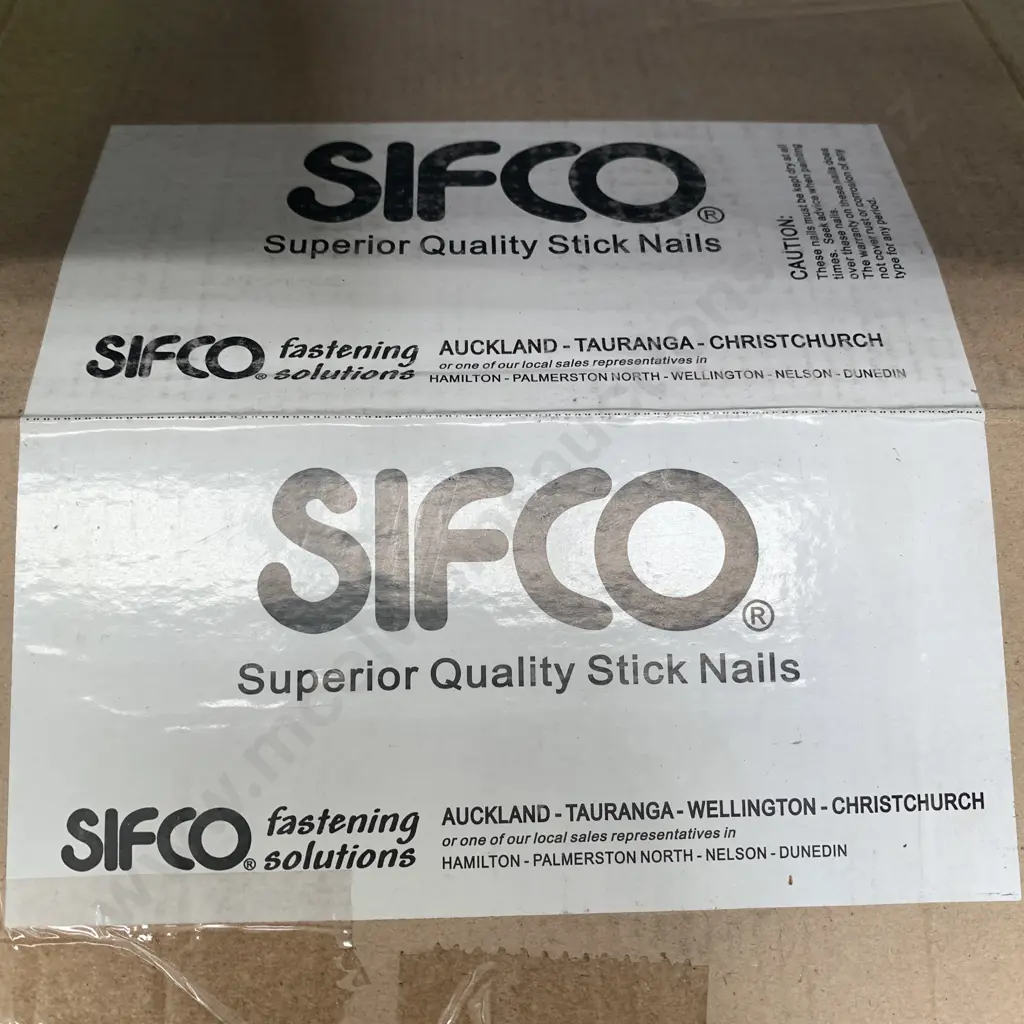 SIFCO®
Superior Quality Stick Nails
CAUTION:
These nails must be kept dry at all
times. Seek advice when painting
over these nails.
The warranty on these nails does
not cover rust or corrosion of any
type for any period.
SIFCO® fastening solutions
AUCKLAND - TAURANGA - CHRISTCHURCH
or one of our local sales representatives in
HAMILTON - PALMERSTON NORTH - WELLINGTON - NELSON - DUNEDIN
SIFCO®
Superior Quality Stick Nails
SIFCO® fastening solutions
AUCKLAND - TAURANGA - WELLINGTON - CHRISTCHURCH
or one of our local sales representatives in
HAMILTON - PALMERSTON NORTH - NELSON - DUNEDIN